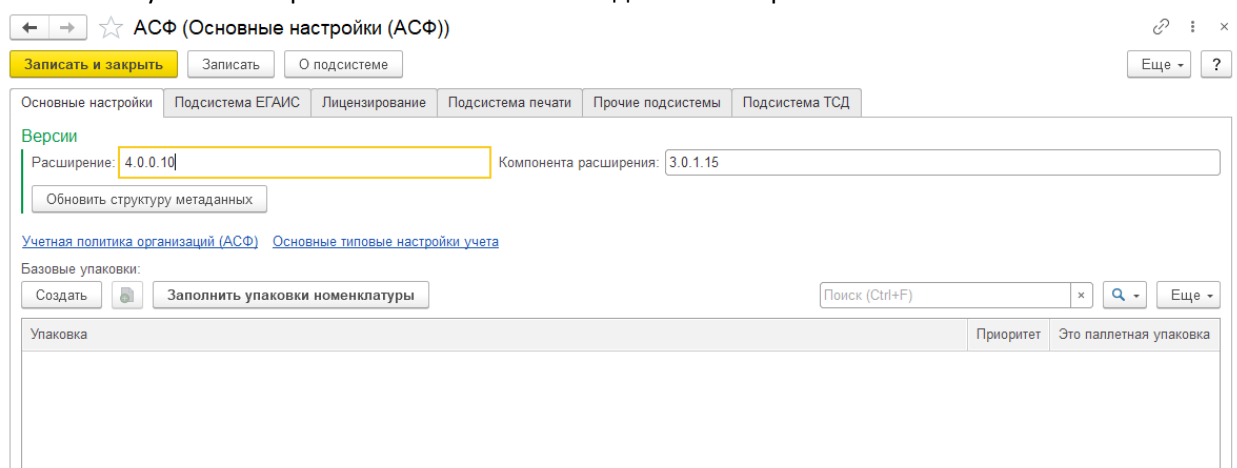 АСФ (Основные настройки (АСФ))
Записать и закрыть Записать О подсистеме Еще ?
Основные настройки Подсистема ЕГАИС Лицензирование Подсистема печати Прочие подсистемы Подсистема ТСД
Версии
Расширение: 4.0.0.10 Компонента расширения: 3.0.1.15
Обновить структуру метаданных
Учетная политика организаций (АСФ) Основные типовые настройки учета
Базовые упаковки:
Создать Заполнить упаковки номенклатуры Поиск (Ctrl+F) × Еще
Упаковка Приоритет Это паллетная упаковка